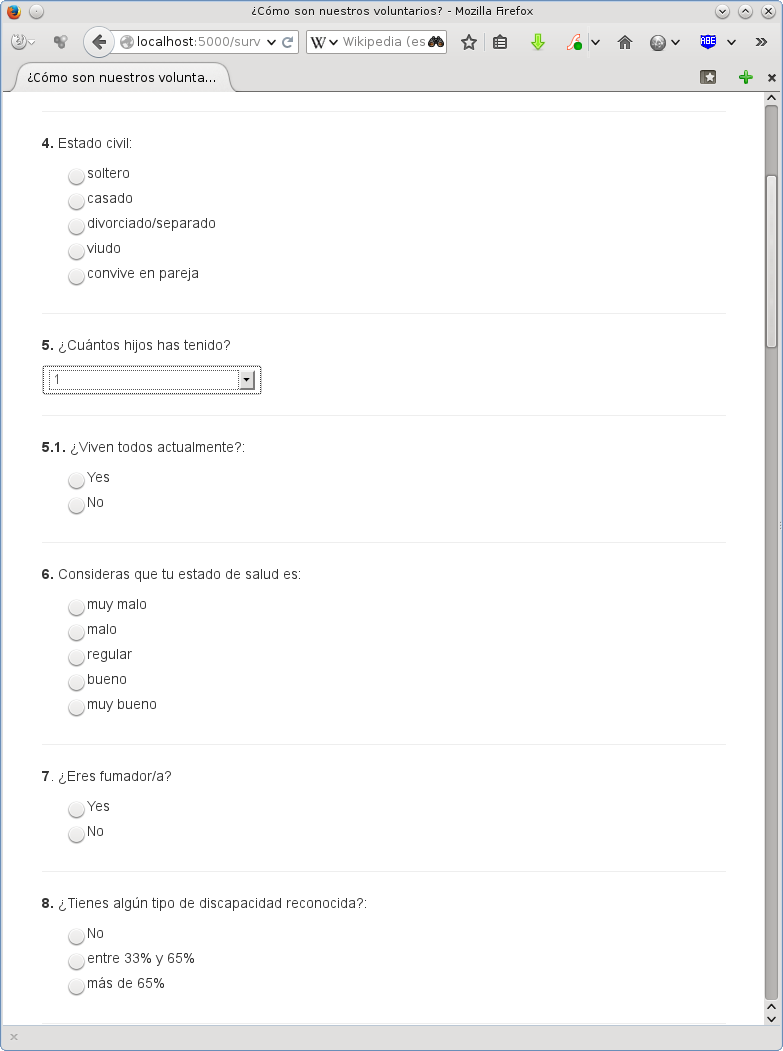 ¿Cómo son nuestros voluntarios? - Mozilla Firefox
localhost:5000/surv
W Wikipedia (es
ABE
¿Cómo son nuestros volunta...
4. Estado civil:
soltero
casado
divorciado/separado
viudo
convive en pareja
5. ¿Cuántos hijos has tenido?
1
5.1. ¿Viven todos actualmente?:
Yes
No
6. Consideras que tu estado de salud es:
muy malo
malo
regular
bueno
muy bueno
7. ¿Eres fumador/a?
Yes
No
8. ¿Tienes algún tipo de discapacidad reconocida?:
No
entre 33% y 65%
más de 65%